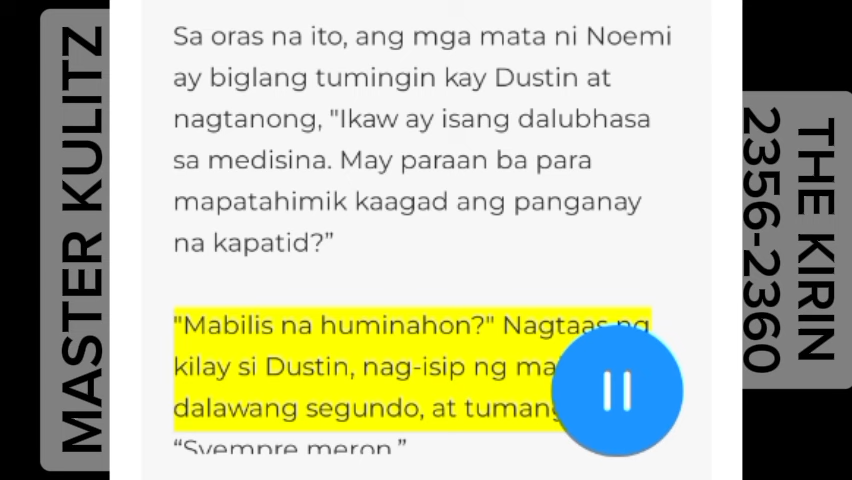 MASTER KULITZ
Sa oras na ito, ang mga mata ni Noemi
ay biglang tumingin kay Dustin at
nagtanong, "Ikaw ay isang dalubhasa
sa medisina. May paraan ba para
mapatahimik kaagad ang panganay
na kapatid?”
"Mabilis na huminahon?" Nagtaas ng
kilay si Dustin, nag-isip ng
dalawang segundo, at
“Syempre meron.”
THE KIRIN
2356-2360